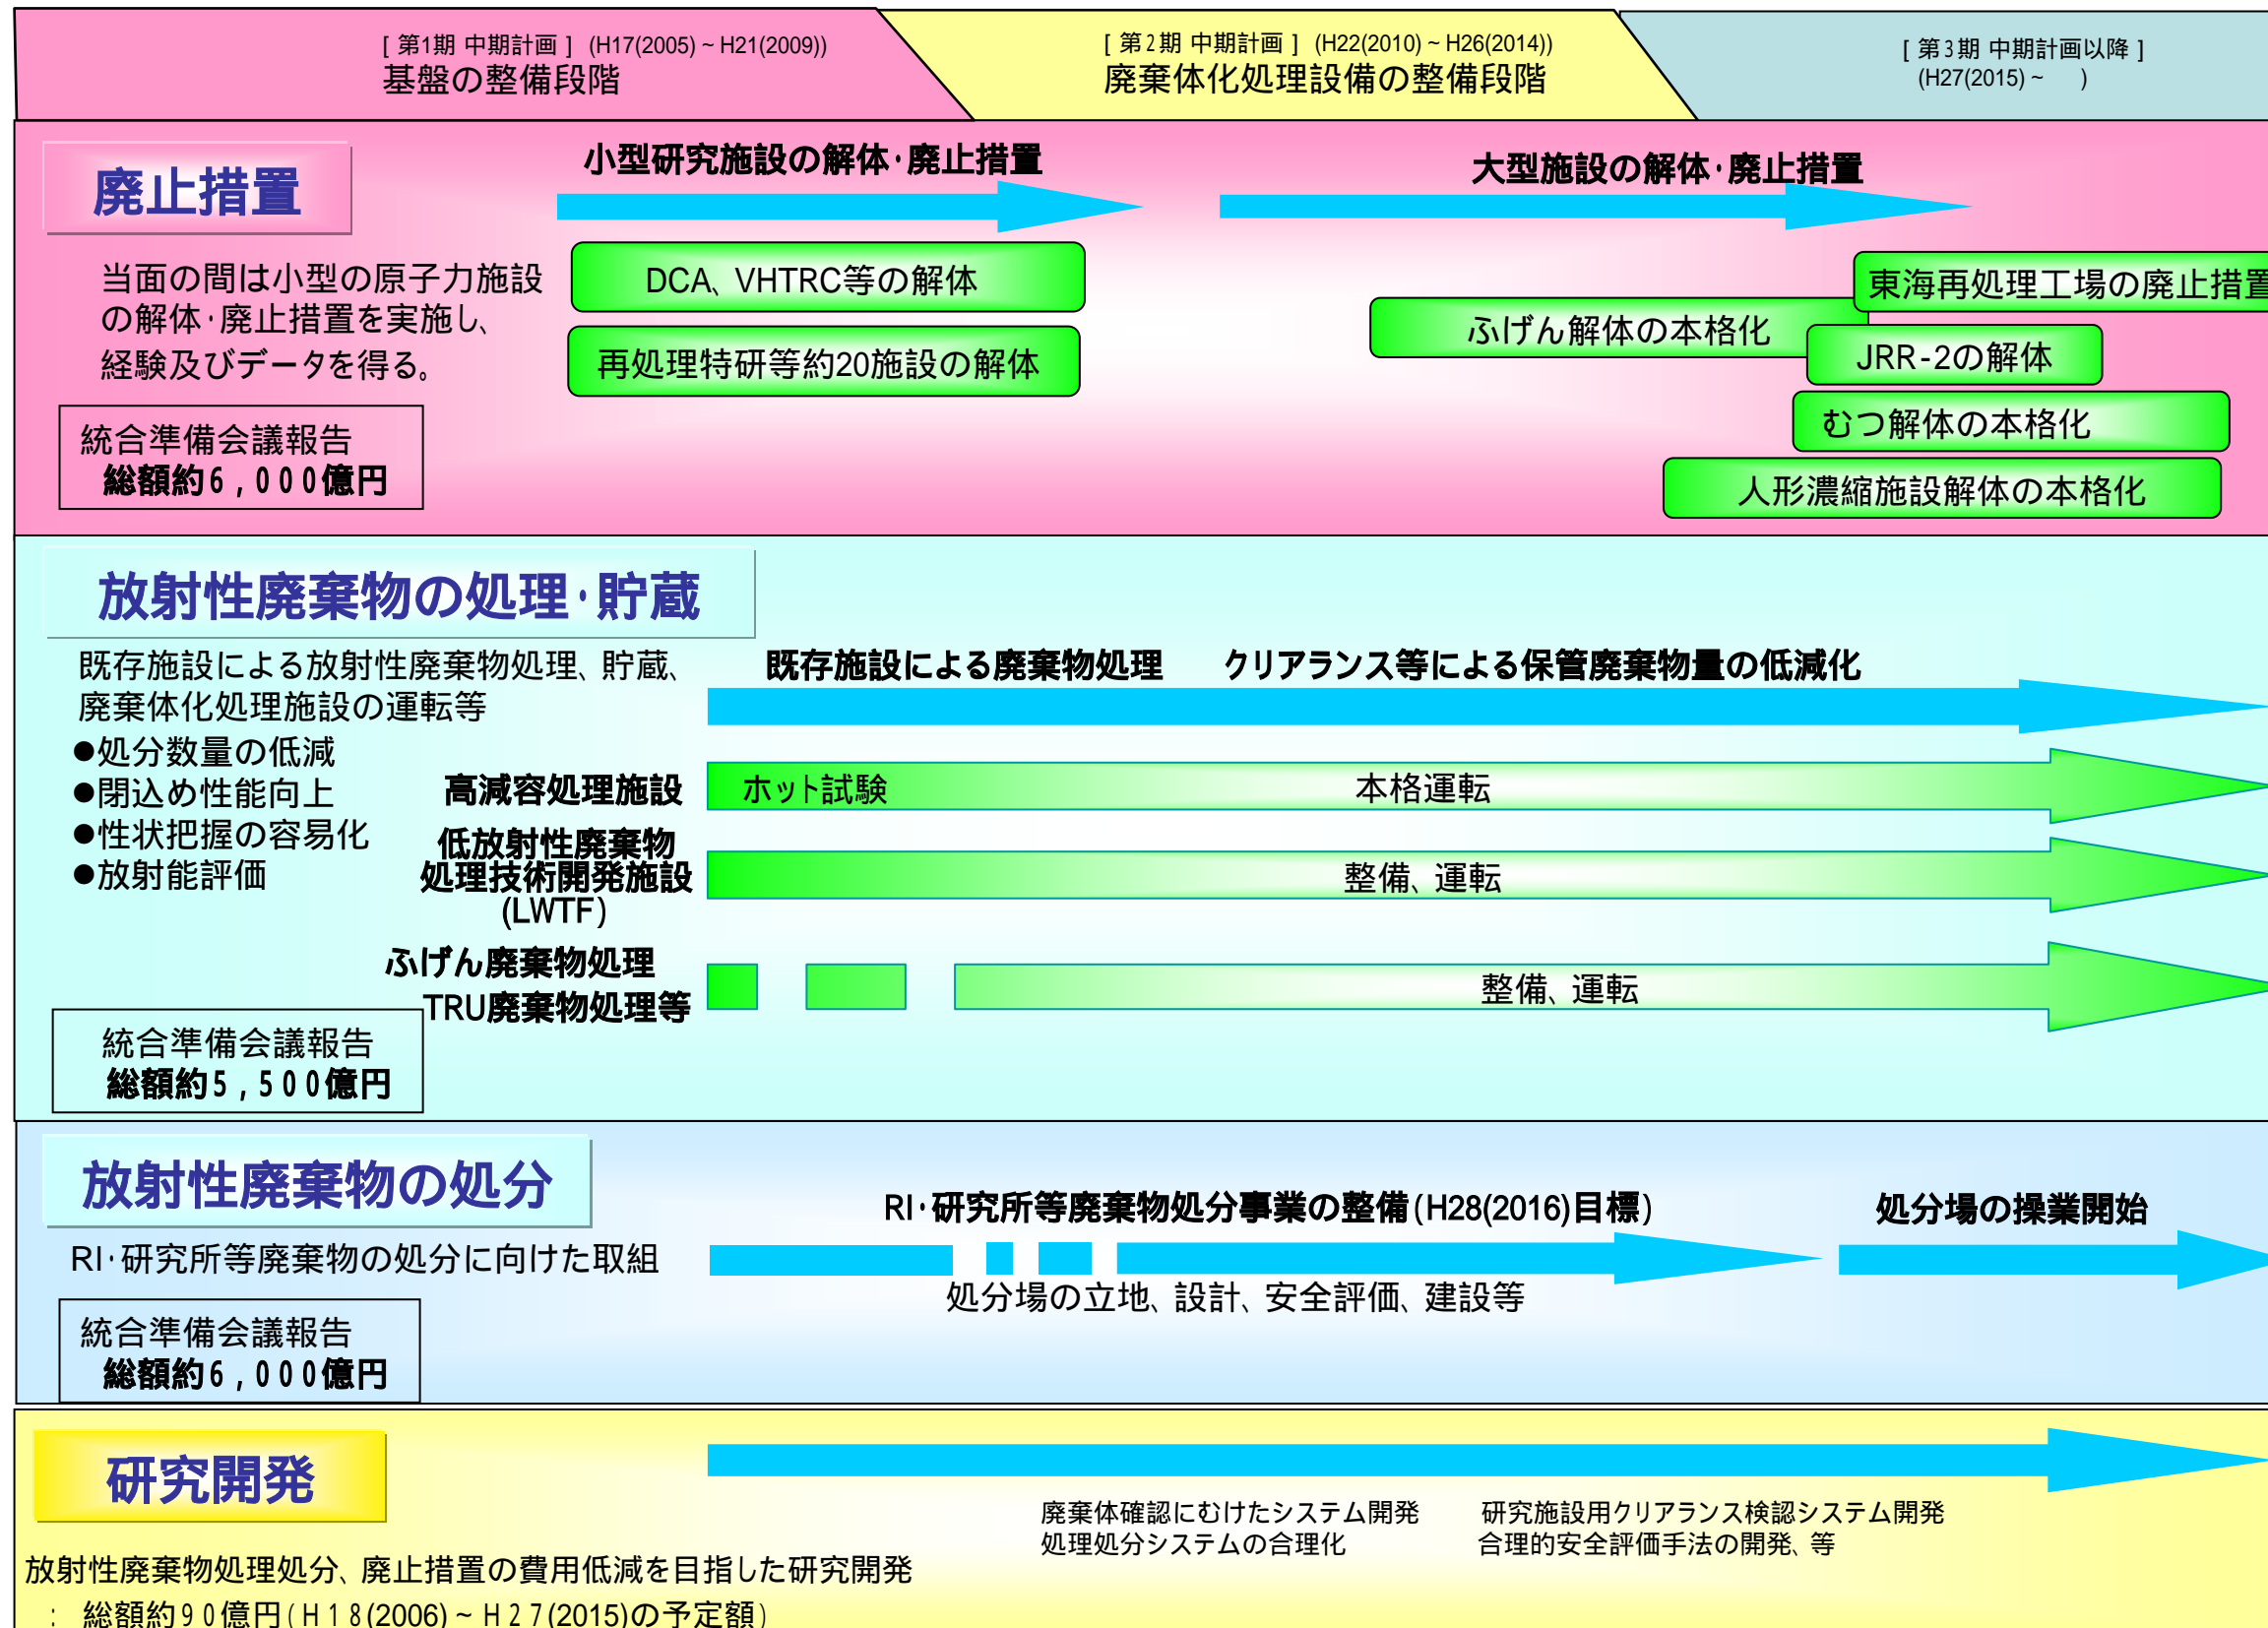 [ 第1期 中期計画 ] (H17(2005) ~ H21(2009))
基盤の整備段階
[ 第2期 中期計画 ] (H22(2010) ~ H26(2014))
廃棄体化処理設備の整備段階
[ 第3期 中期計画以降 ]
(H27(2015) ~ )
廃止措置
小型研究施設の解体・廃止措置
大型施設の解体・廃止措置
当面の間は小型の原子力施設
の解体・廃止措置を実施し、
経験及びデータを得る。
DCA、VHTRC等の解体
再処理特研等約20施設の解体
東海再処理工場の廃止措置
ふげん解体の本格化
JRR-2の解体
むつ解体の本格化
人形濃縮施設解体の本格化
統合準備会議報告
総額約6,000億円
放射性廃棄物の処理・貯蔵
既存施設による放射性廃棄物処理、貯蔵、
廃棄体化処理施設の運転等
●処分数量の低減
●閉込め性能向上
●性状把握の容易化
●放射能評価
既存施設による廃棄物処理 クリアランス等による保管廃棄物量の低減化
高減容処理施設
ホット試験
本格運転
低放射性廃棄物
処理技術開発施設
(LWTF)
整備、運転
ふげん廃棄物処理
TRU廃棄物処理等
整備、運転
統合準備会議報告
総額約5,500億円
放射性廃棄物の処分
RI・研究所等廃棄物の処分に向けた取組
RI・研究所等廃棄物処分事業の整備(H28(2016)目標)
処分場の操業開始
処分場の立地、設計、安全評価、建設等
統合準備会議報告
総額約6,000億円
研究開発
廃棄体確認にむけたシステム開発 研究施設用クリアランス検認システム開発
処理処分システムの合理化 合理的安全評価手法の開発、等
放射性廃棄物処理処分、廃止措置の費用低減を目指した研究開発
: 総額約90億円(H18(2006) ~ H27(2015)の予定額)